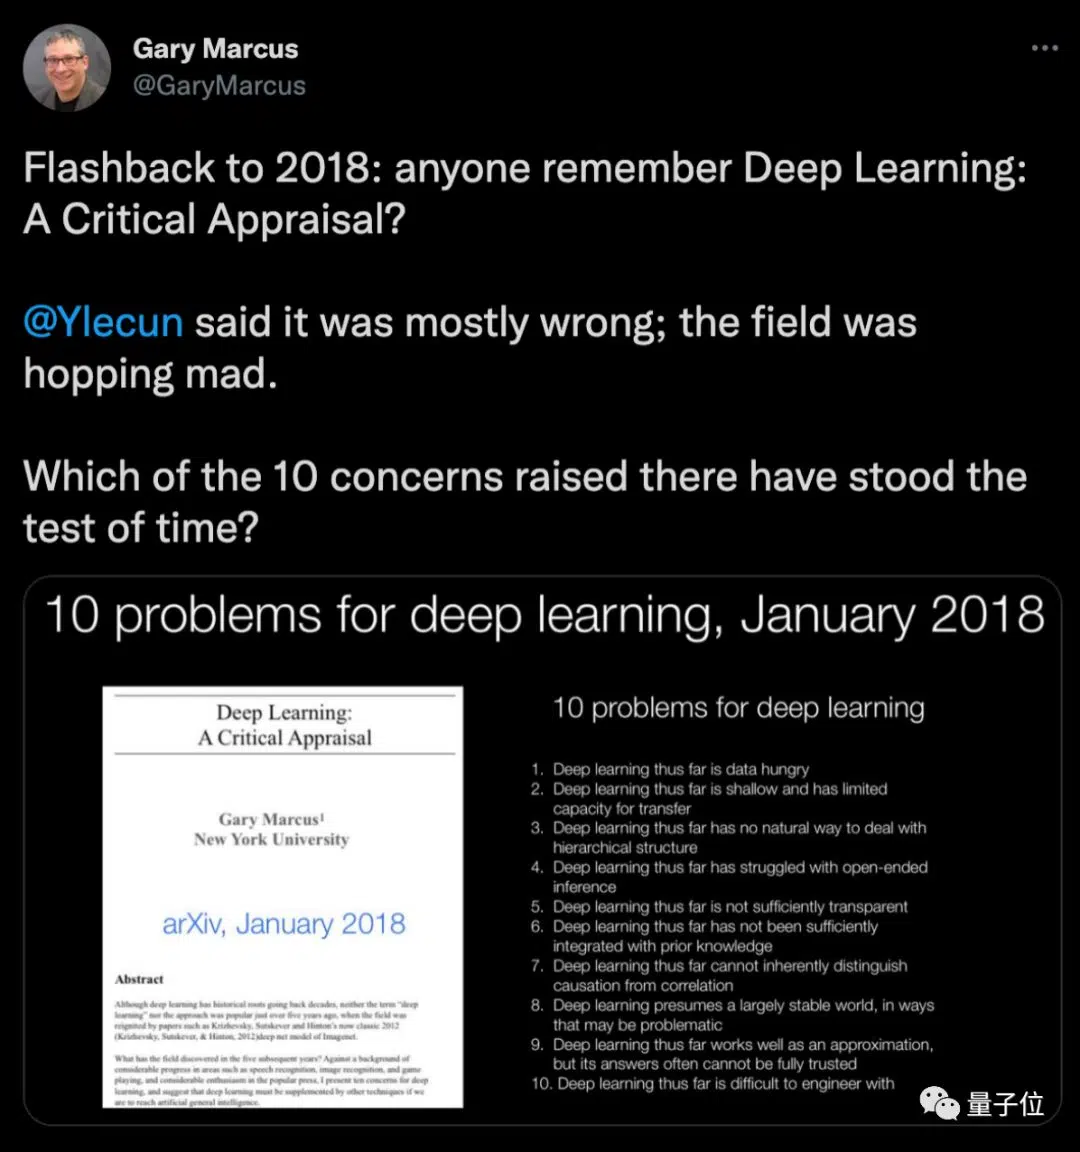 Gary Marcus
@GaryMarcus
Flashback to 2018: anyone remember Deep Learning:
A Critical Appraisal?
@Ylecun said it was mostly wrong; the field was
hopping mad.
Which of the 10 concerns raised there have stood the
test of time?
10 problems for deep learning, January 2018
Deep Learning:
A Critical Appraisal
Gary Marcus¹
New York University
arXiv, January 2018
Abstract
Although deep learning has historical roots going back decades, neither the term "deep
learning" nor the approach was popular just over five years ago, when the field was
reignited by papers such as Krizhevsky, Sutskever and Hinton's now classic 2012
(Krizhevsky, Sutskever, & Hinton, 2012)deep net model of Imagenet.
What has the field discovered in the five subsequent years? Against a background of
considerable progress in areas such as speech recognition, image recognition, and game
playing, and considerable enthusiasm in the popular press, I present ten concerns for deep
learning, and suggest that deep learning must be supplemented by other techniques if we
are to reach artificial general intelligence.
10 problems for deep learning
1. Deep learning thus far is data hungry
2. Deep learning thus far is shallow and has limited
capacity for transfer
3. Deep learning thus far has no natural way to deal with
hierarchical structure
4. Deep learning thus far has struggled with open-ended
inference
5. Deep learning thus far is not sufficiently transparent
6. Deep learning thus far has not been sufficiently
integrated with prior knowledge
7. Deep learning thus far cannot inherently distinguish
causation from correlation
8. Deep learning presumes a largely stable world, in ways
that may be problematic
9. Deep learning thus far works well as an approximation,
but its answers often cannot be fully trusted
10. Deep learning thus far is difficult to engineer with
量子位